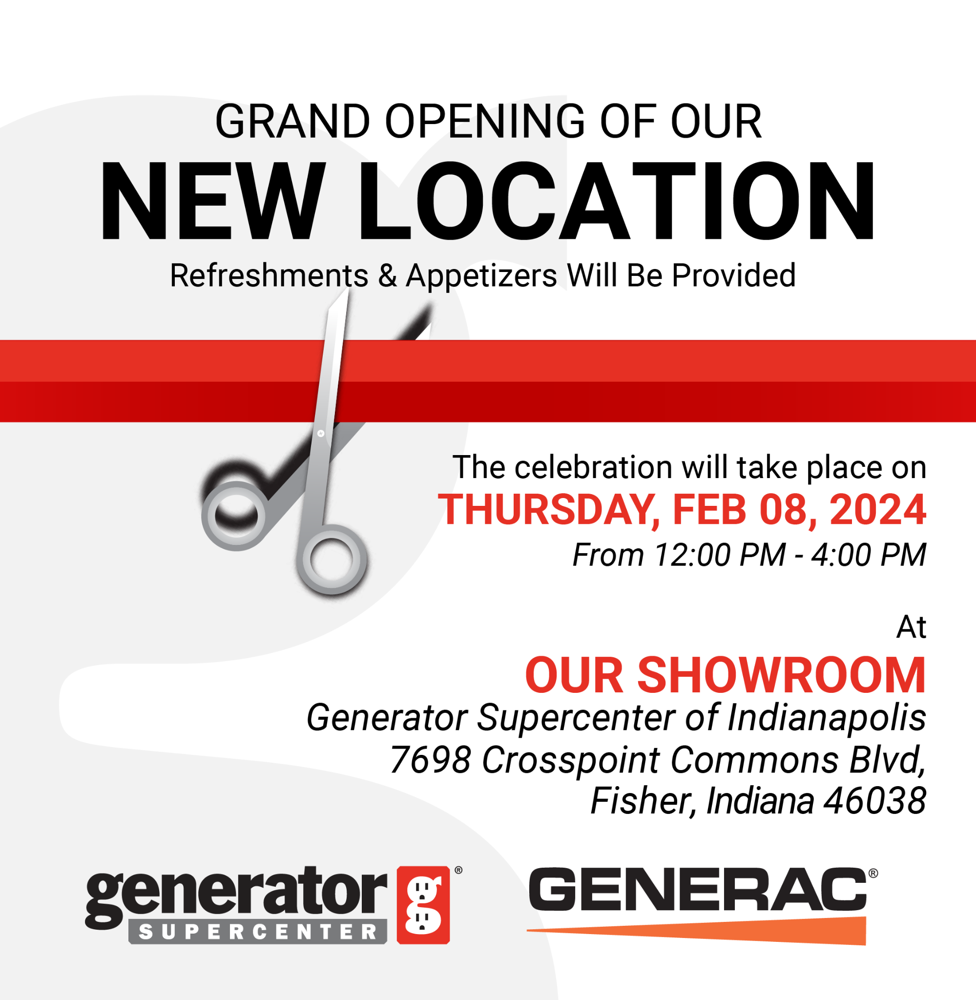 GRAND OPENING OF OUR
NEW LOCATION
Refreshments & Appetizers Will Be Provided
The celebration will take place on
THURSDAY, FEB 08, 2024
From 12:00 PM - 4:00 PM
At
OUR SHOWROOM
Generator Supercenter of Indianapolis
7698 Crosspoint Commons Blvd,
Fisher, Indiana 46038
generator g®
SUPERCENTER
GENERAC®